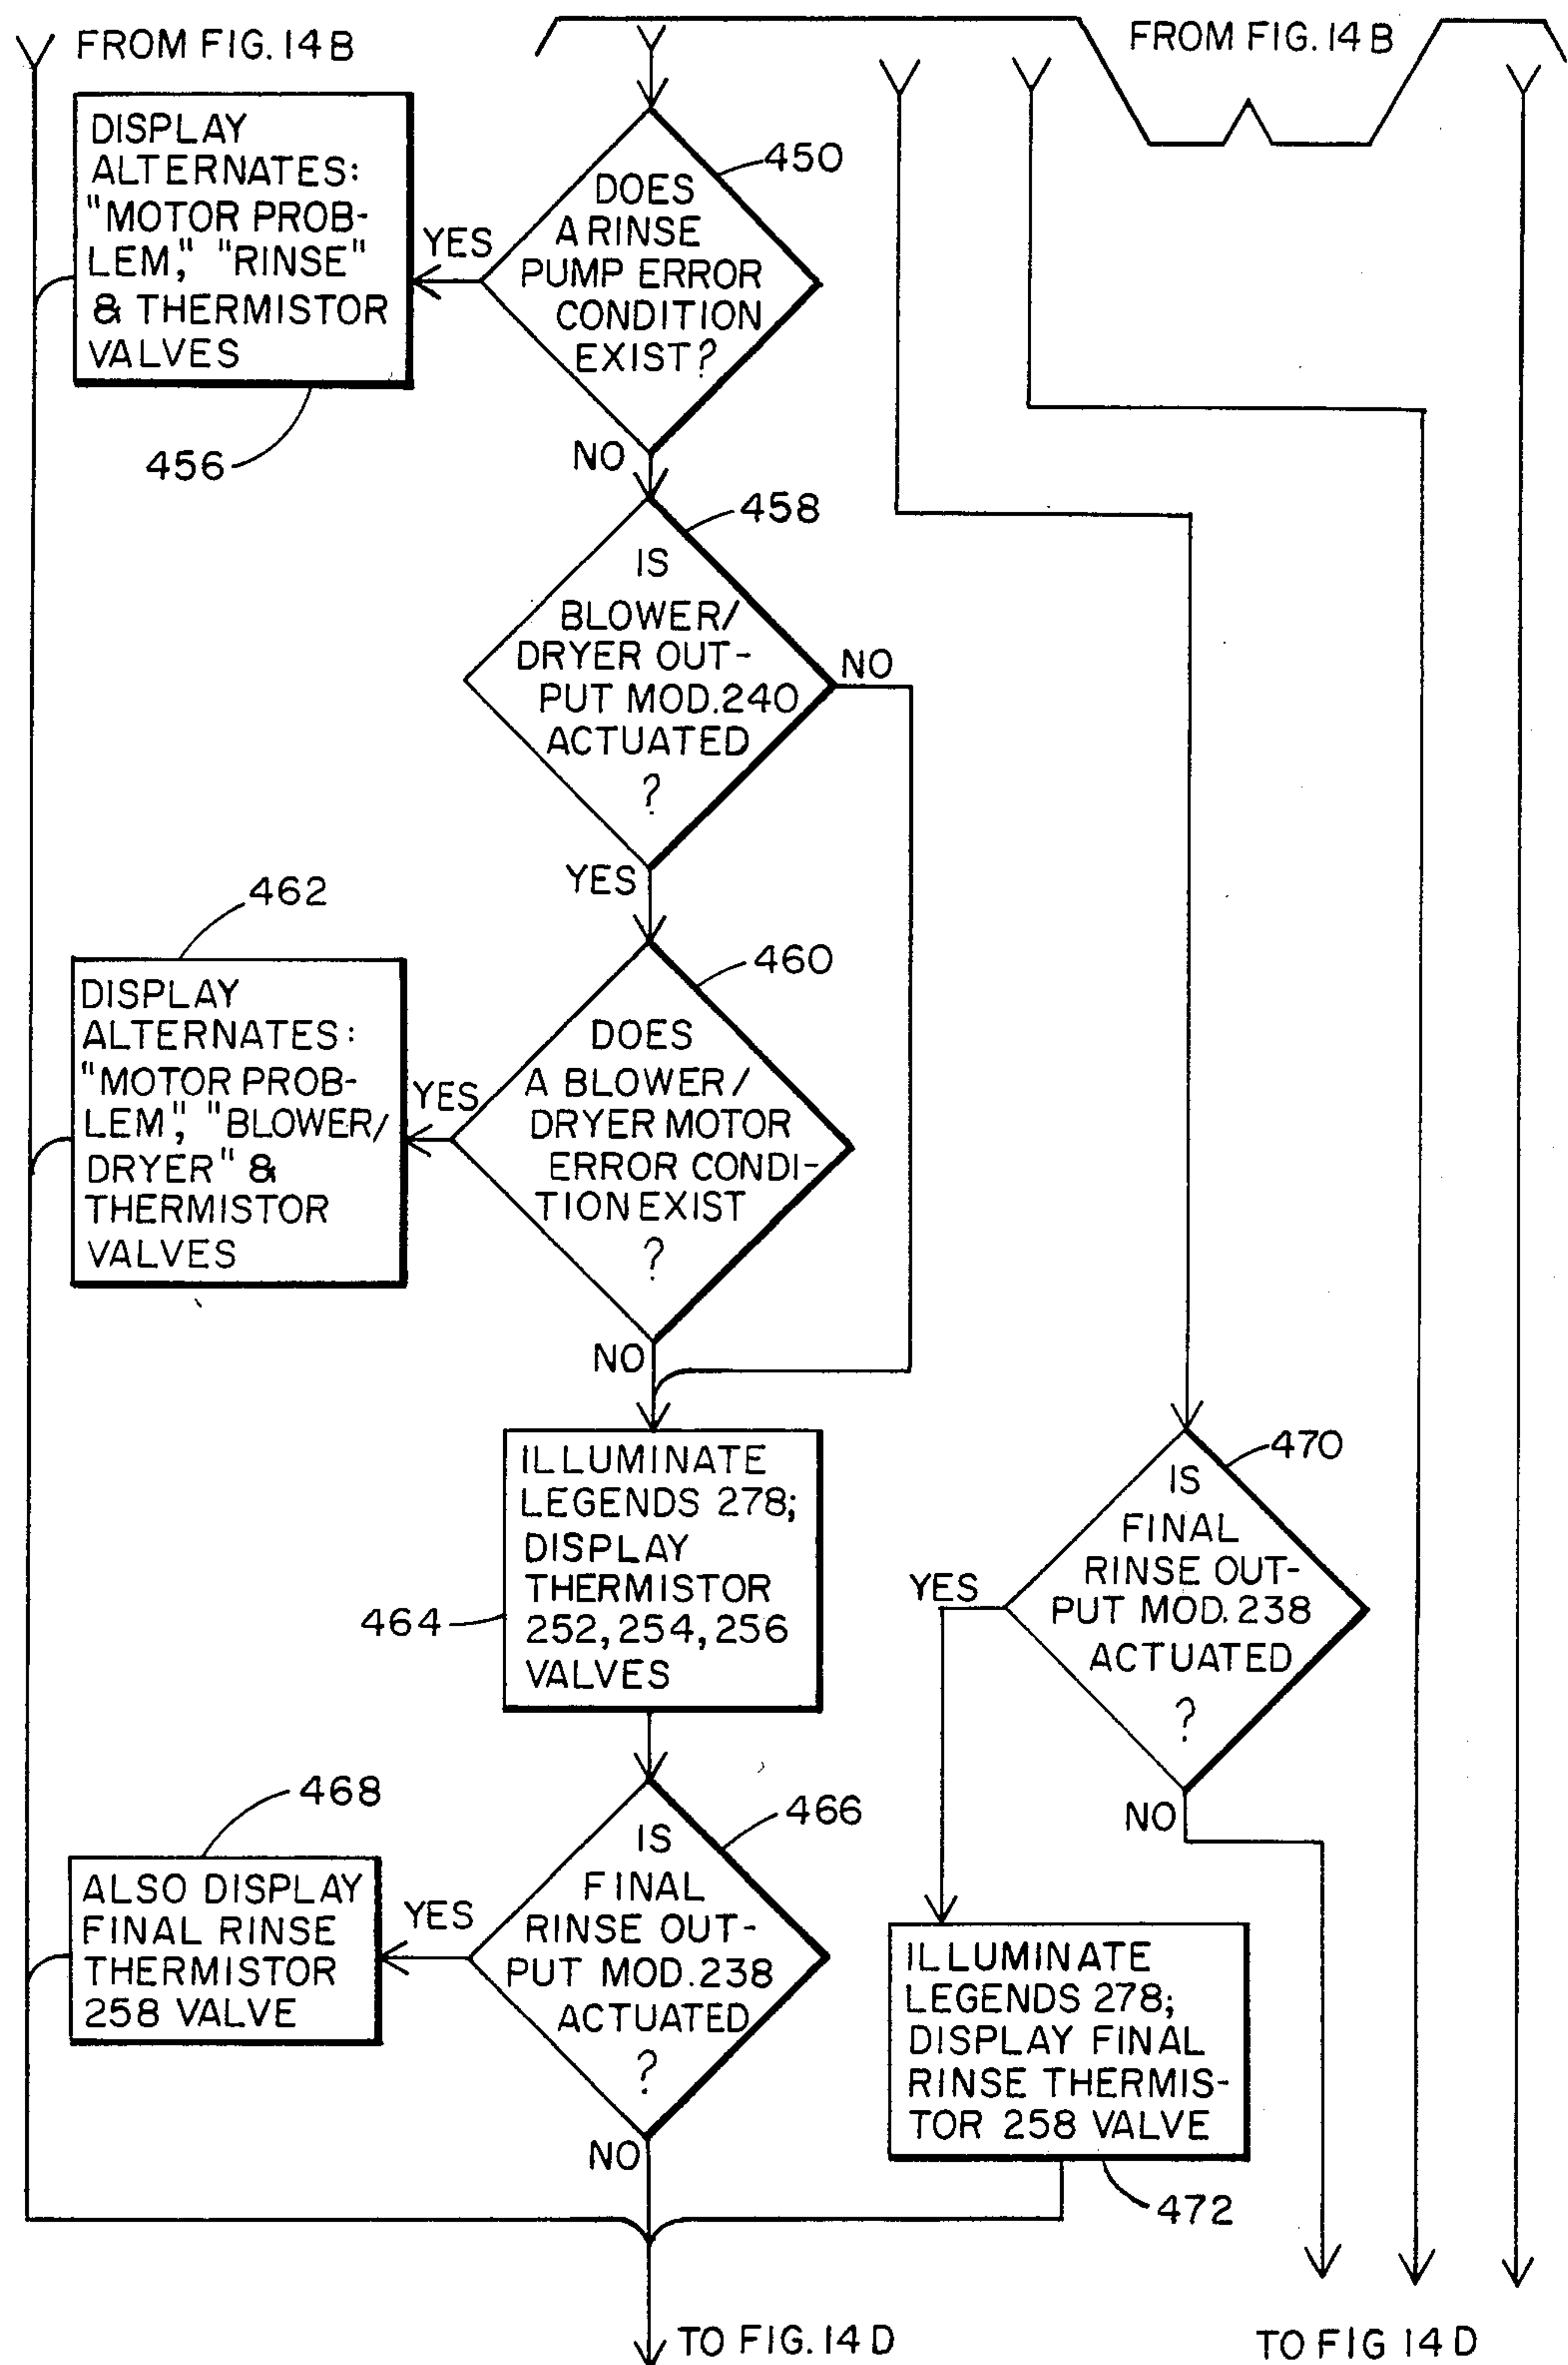 FROM FIG. 14B
FROM FIG. 14B
DISPLAY
ALTERNATES:
"MOTOR PROB-
LEM," "RINSE"
& THERMISTOR
VALVES
456
YES
450
DOES
A RINSE
PUMP ERROR
CONDITION
EXIST?
NO
458
IS
BLOWER/
DRYER OUT-
PUT MOD. 240
ACTUATED
?
NO
YES
462
DISPLAY
ALTERNATES:
"MOTOR PROB-
LEM," "BLOWER/
DRYER" &
THERMISTOR
VALVES
YES
460
DOES
A BLOWER/
DRYER MOTOR
ERROR CONDI-
TION EXIST
?
NO
ILLUMINATE
LEGENDS 278;
DISPLAY
THERMISTOR
252, 254, 256
VALVES
464
470
IS
FINAL
RINSE OUT-
PUT MOD. 238
ACTUATED
?
YES
NO
468
ALSO DISPLAY
FINAL RINSE
THERMISTOR
258 VALVE
YES
466
IS
FINAL
RINSE OUT-
PUT MOD. 238
ACTUATED
?
NO
ILLUMINATE
LEGENDS 278;
DISPLAY FINAL
RINSE THERMIS-
TOR 258 VALVE
472
TO FIG. 14D
TO FIG 14D